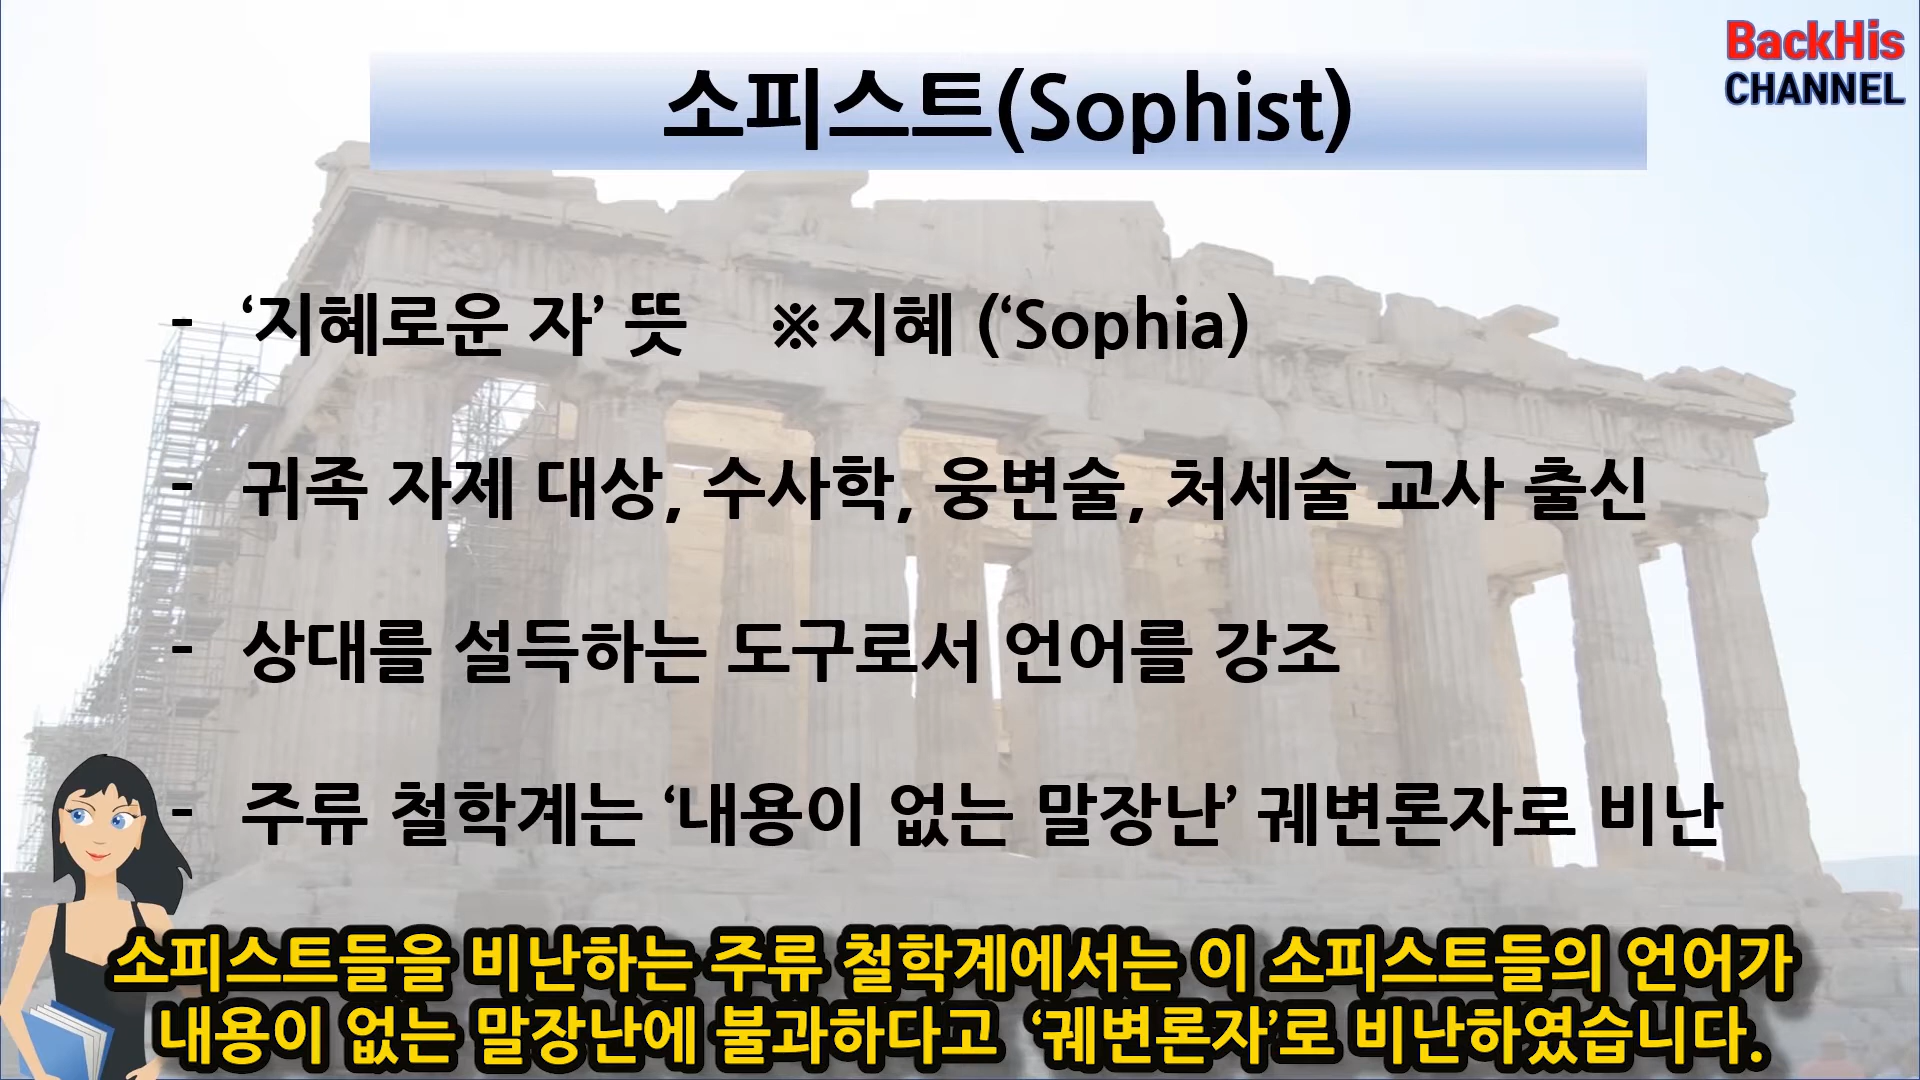 BackHis
CHANNEL
소피스트(Sophist)
- ‘지혜로운 자’ 뜻 ※지혜 (‘Sophia)
- 귀족 자제 대상, 수사학, 웅변술, 처세술 교사 출신
- 상대를 설득하는 도구로서 언어를 강조
- 주류 철학계는 ‘내용이 없는 말장난’ 궤변론자로 비난
소피스트들을 비난하는 주류 철학계에서는 이 소피스트들의 언어가
내용이 없는 말장난에 불과하다고 ‘궤변론자’로 비난하였습니다.